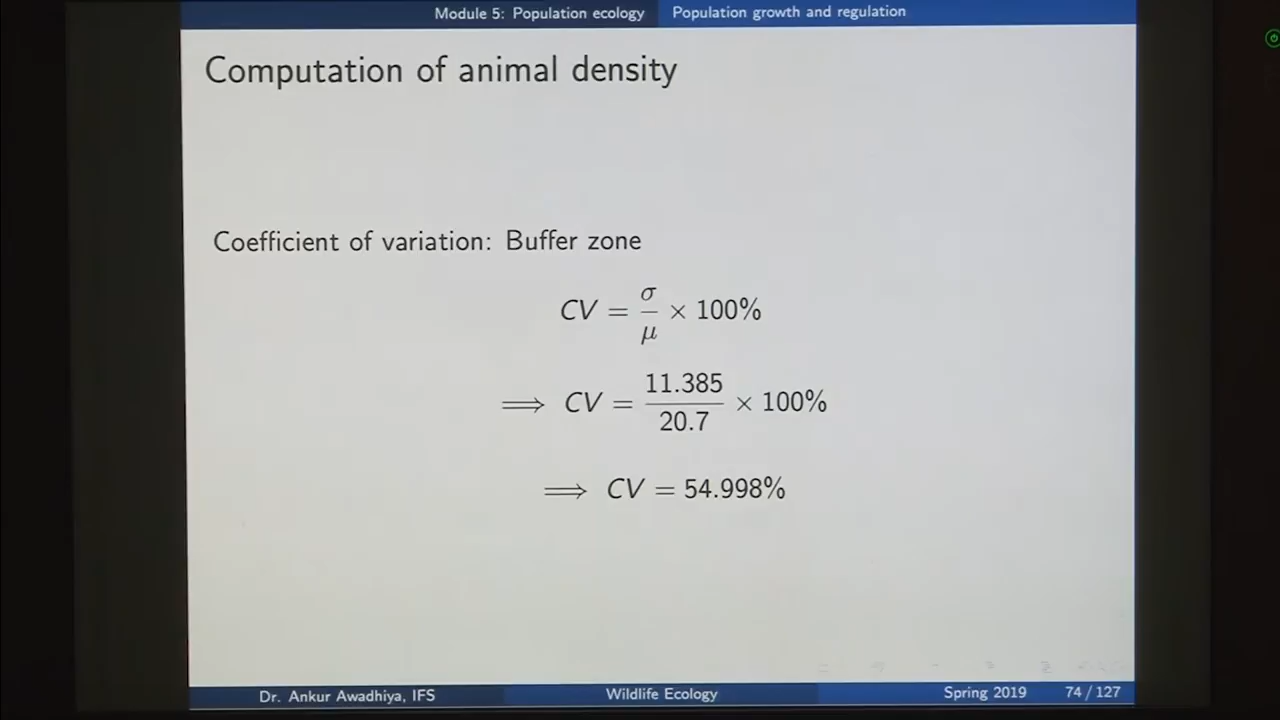 Module 5: Population ecology Population growth and regulation
Computation of animal density
Coefficient of variation: Buffer zone
CV = σ/μ × 100%
⟹ CV = 11.385/20.7 × 100%
⟹ CV = 54.998%
Dr. Ankur Awadhiya, IFS Wildlife Ecology Spring 2019 74 / 127